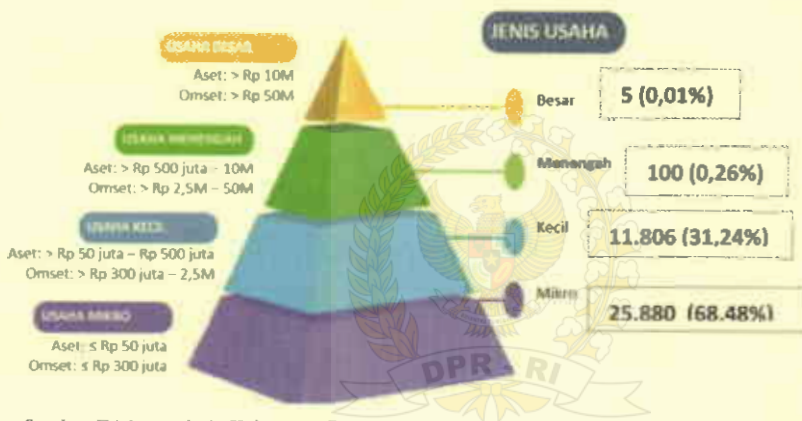 JENIS USAHA
USAHA BESAR
Aset: > Rp 10M
Omset: > Rp 50M
Besar
5 (0,01%)
USAHA MENENGAH
Aset: > Rp 500 juta – 10M
Omset: > Rp 2,5M – 50M
Menengah
100 (0,26%)
USAHA KECIL
Aset: > Rp 50 juta – Rp 500 juta
Omset: > Rp 300 juta – 2,5M
Kecil
11.806 (31,24%)
USAHA MIKRO
Aset: ≤ Rp 50 juta
Omset: ≤ Rp 300 juta
Mikro
25.880 (68.48%)
DPR RI